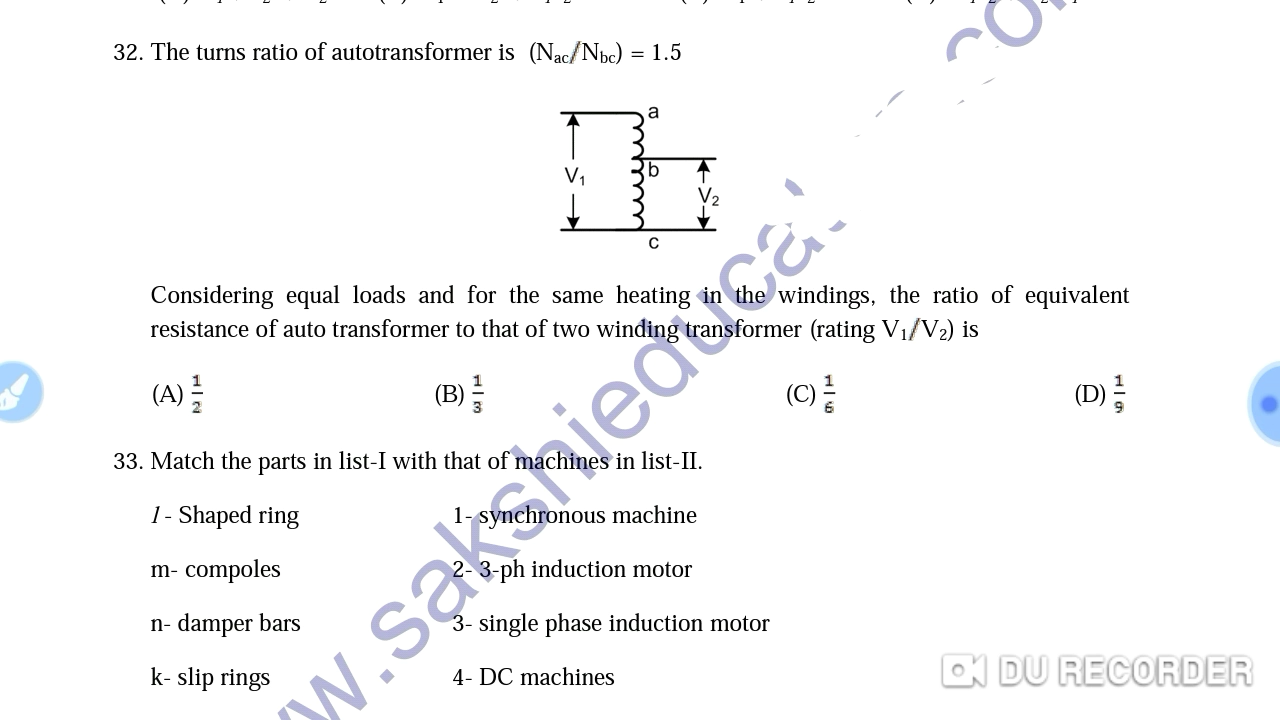 32. The turns ratio of autotransformer is (Nac/Nbc) = 1.5
a
b
V1
V2
c
Considering equal loads and for the same heating in the windings, the ratio of equivalent
resistance of auto transformer to that of two winding transformer (rating V1/V2) is
(A) 1/2 (B) 1/3 (C) 1/6 (D) 1/9
33. Match the parts in list-I with that of machines in list-II.
l - Shaped ring 1- synchronous machine
m- compoles 2- 3-ph induction motor
n- damper bars 3- single phase induction motor
k- slip rings 4- DC machines
DU RECORDER